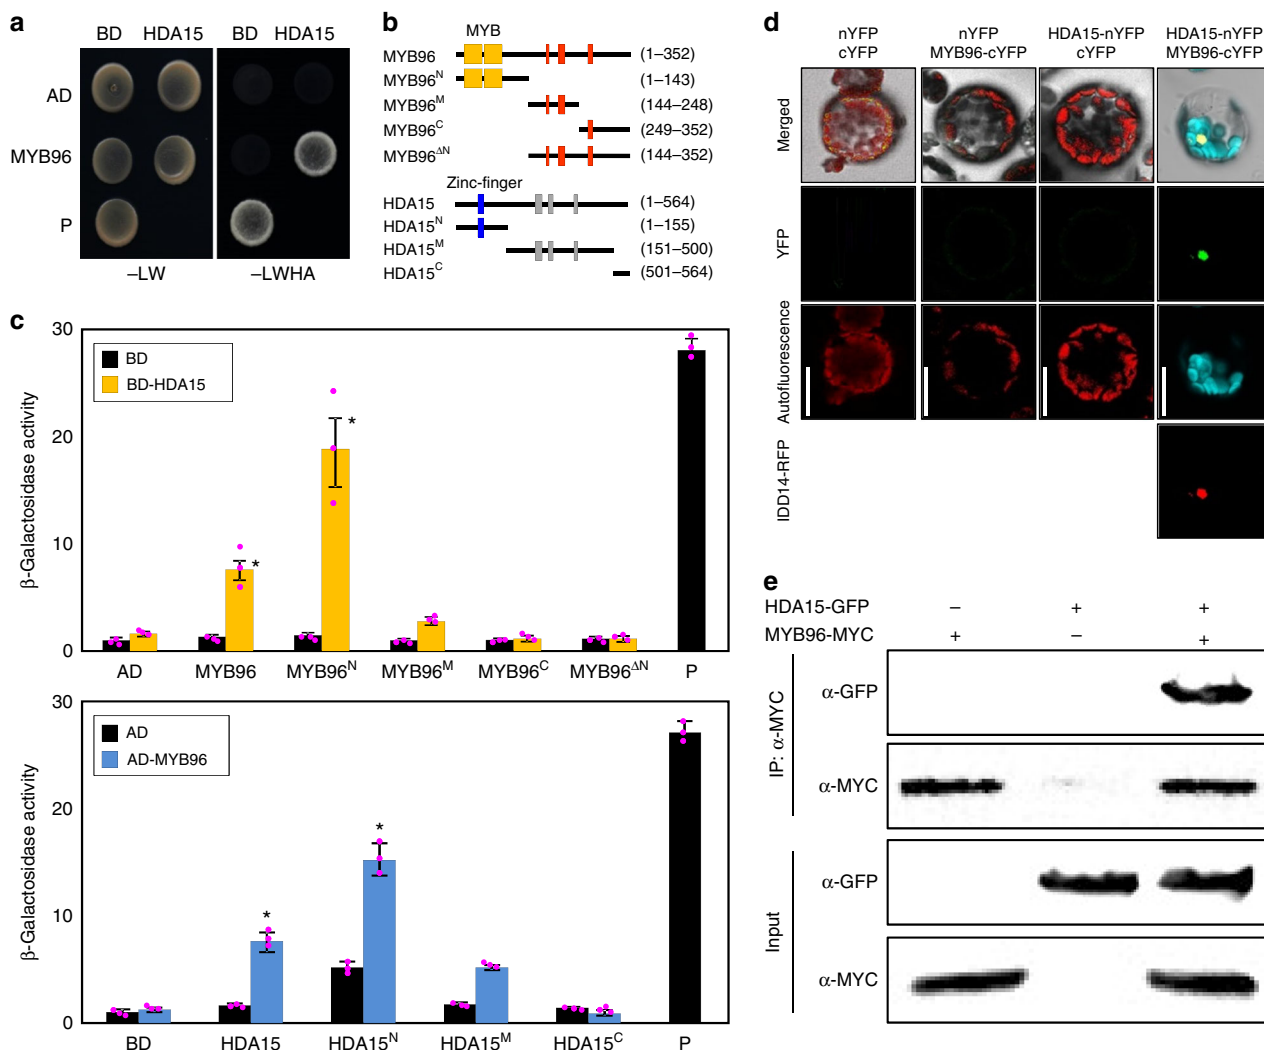 a
BD HDA15 BD HDA15
AD
MYB96
P
–LW –LWHA
b
MYB
MYB96 (1–352)
MYB96N (1–143)
MYB96M (144–248)
MYB96C (249–352)
MYB96ΔN (144–352)
Zinc-finger
HDA15 (1–564)
HDA15N (1–155)
HDA15M (151–500)
HDA15C (501–564)
c
β-Galactosidase activity
30
20
10
0
BD
BD-HDA15
*
*
AD MYB96 MYB96N MYB96M MYB96C MYB96ΔN P
β-Galactosidase activity
30
20
10
0
AD
AD-MYB96
*
*
BD HDA15 HDA15N HDA15M HDA15C P
d
nYFP nYFP HDA15-nYFP HDA15-nYFP
cYFP MYB96-cYFP cYFP MYB96-cYFP
Merged
YFP
Autofluorescence
IDD14-RFP
e
HDA15-GFP – + +
MYB96-MYC + – +
IP: α-MYC
α-GFP
α-MYC
Input
α-GFP
α-MYC